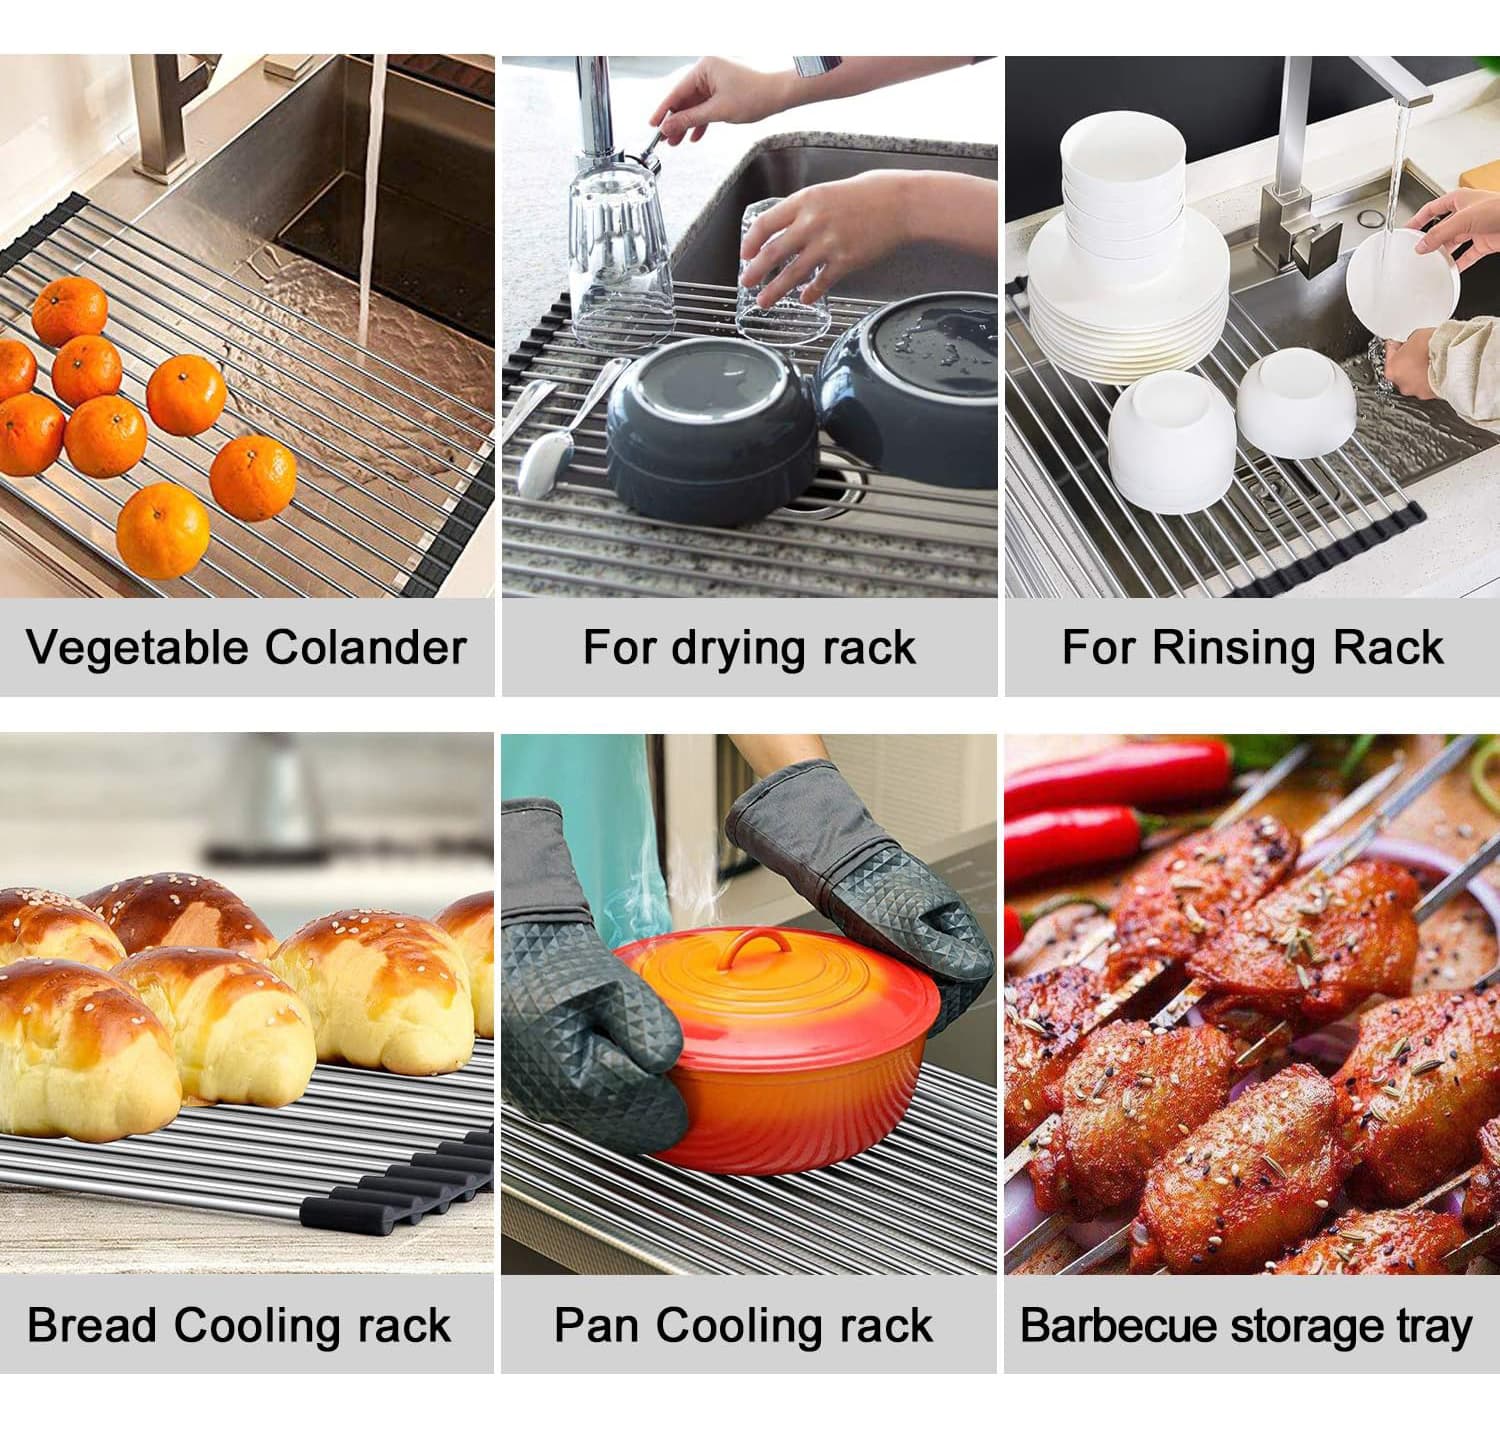 Vegetable Colander
For drying rack
For Rinsing Rack
Bread Cooling rack
Pan Cooling rack
Barbecue storage tray